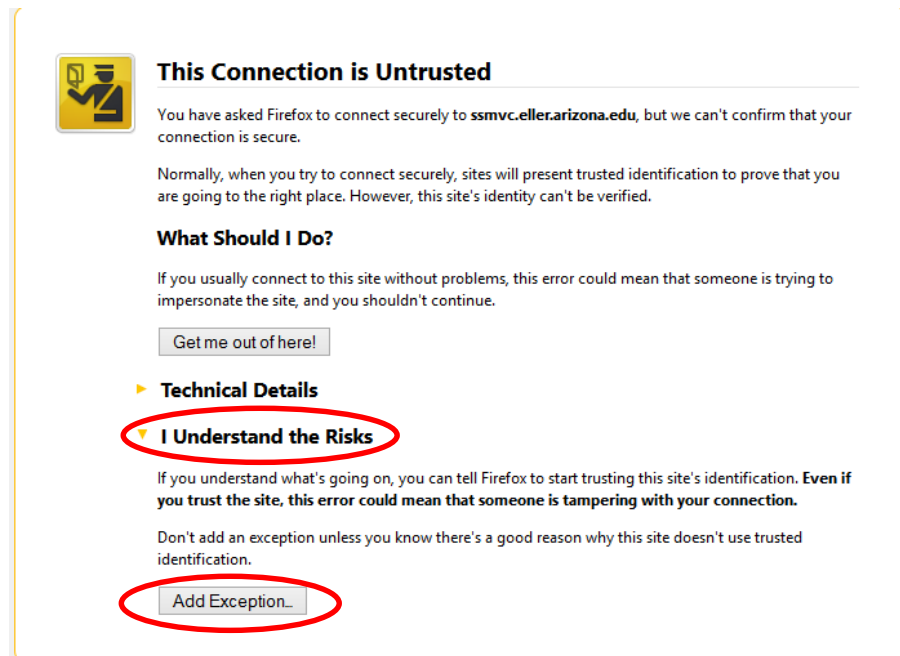 This Connection is Untrusted
You have asked Firefox to connect securely to ssmvc.eller.arizona.edu, but we can't confirm that your
connection is secure.
Normally, when you try to connect securely, sites will present trusted identification to prove that you
are going to the right place. However, this site's identity can't be verified.
What Should I Do?
If you usually connect to this site without problems, this error could mean that someone is trying to
impersonate the site, and you shouldn't continue.
Get me out of here!
Technical Details
I Understand the Risks
If you understand what's going on, you can tell Firefox to start trusting this site's identification. Even if
you trust the site, this error could mean that someone is tampering with your connection.
Don't add an exception unless you know there's a good reason why this site doesn't use trusted
identification.
Add Exception...